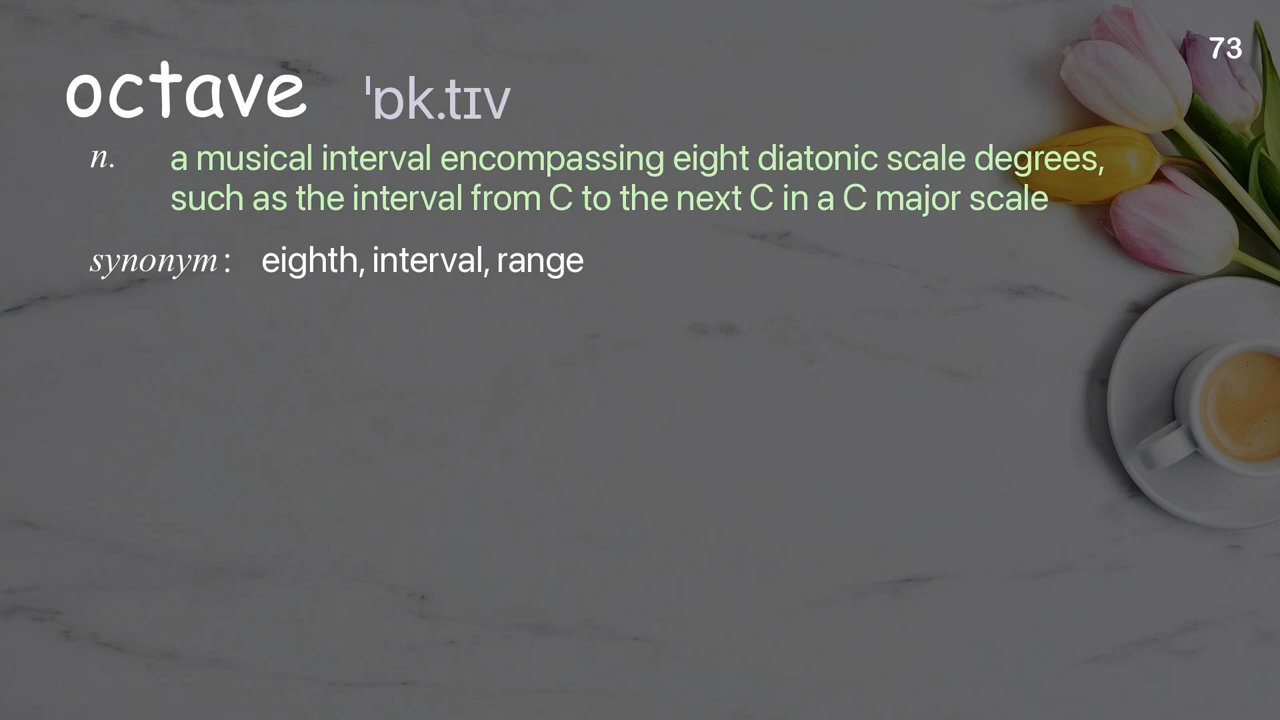 73
octave ˈɒk.tɪv
n. a musical interval encompassing eight diatonic scale degrees,
such as the interval from C to the next C in a C major scale
synonym: eighth, interval, range